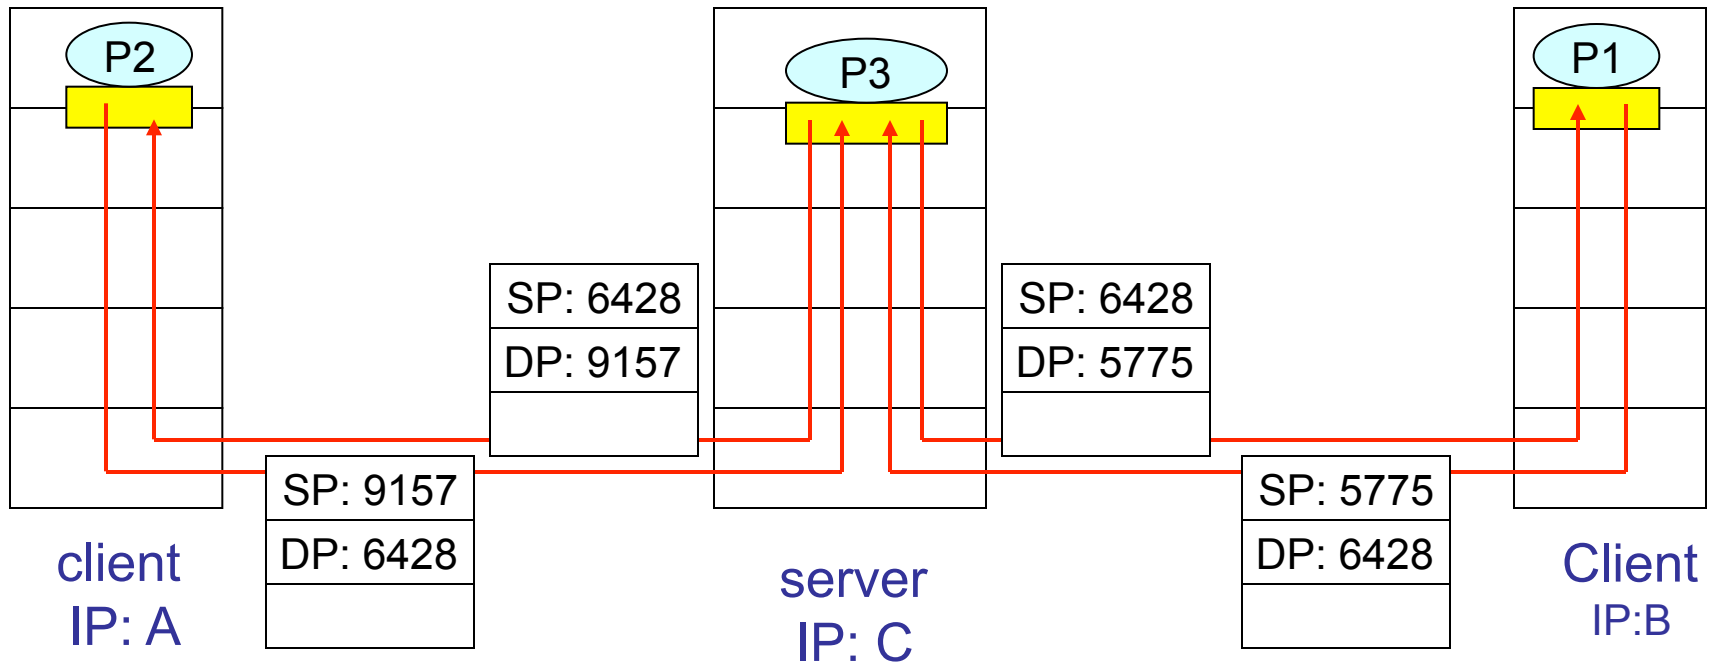 P2
P3
P1
SP: 6428
DP: 9157
SP: 6428
DP: 5775
SP: 9157
DP: 6428
SP: 5775
DP: 6428
client
IP: A
server
IP: C
Client
IP:B